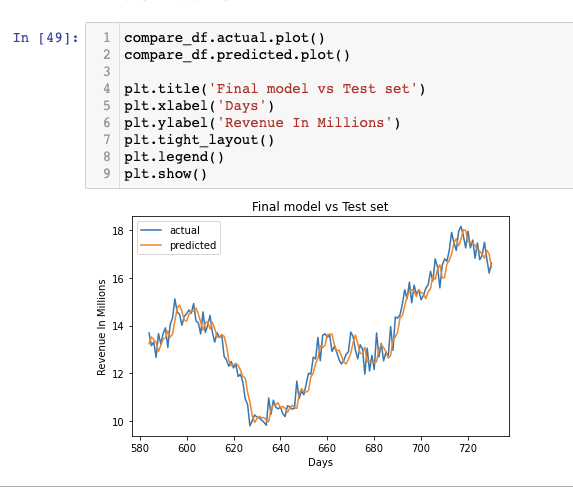 In [49]:
1 compare_df.actual.plot()
2 compare_df.predicted.plot()
3
4 plt.title('Final model vs Test set')
5 plt.xlabel('Days')
6 plt.ylabel('Revenue In Millions')
7 plt.tight_layout()
8 plt.legend()
9 plt.show()
Final model vs Test set
actual
predicted
Revenue In Millions
18
16
14
12
10
580 600 620 640 660 680 700 720
Days